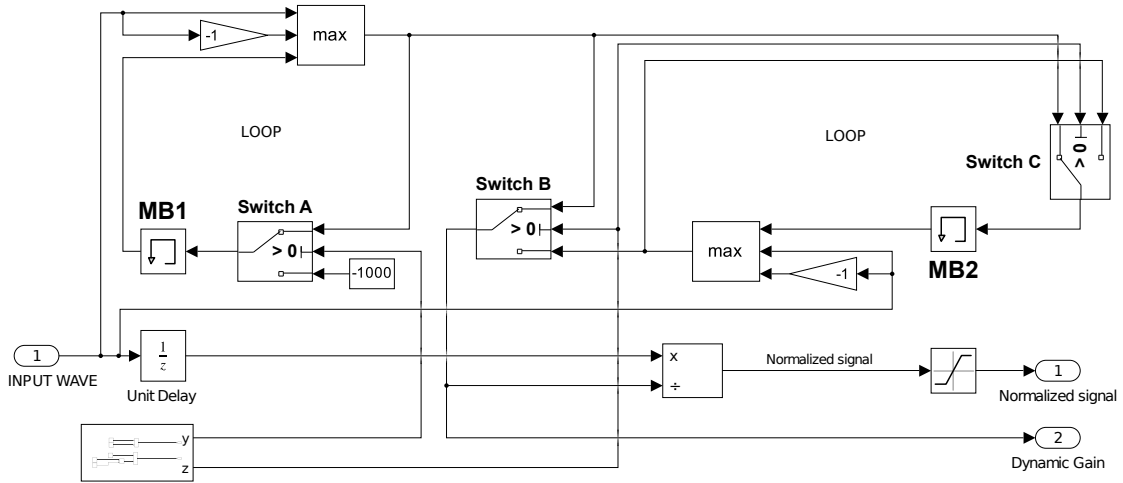 -1
max
LOOP
LOOP
Switch C
> 0
Switch B
MB1
Switch A
> 0
> 0
max
MB2
-1000
-1
1
INPUT WAVE
1
z
Unit Delay
x
÷
Normalized signal
1
Normalized signal
y
z
2
Dynamic Gain